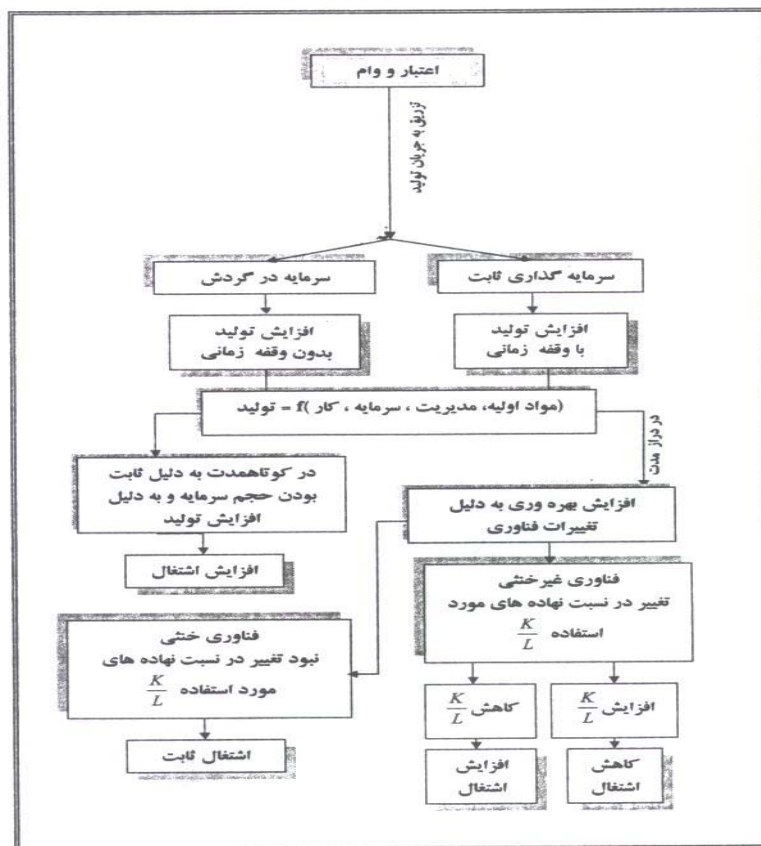 اعتبار و وام
تزریق به جریان تولید
سرمایه گذاری ثابت
سرمایه در گردش
افزایش تولید
با وقفه زمانی
افزایش تولید
بدون وقفه زمانی
تولید = f( مواد اولیه، مدیریت ، سرمایه ، کار)
در دراز مدت
در کوتاهمدت به دلیل ثابت
بودن حجم سرمایه و به دلیل
افزایش تولید
افزایش اشتغال
افزایش بهره وری به دلیل
تغییرات فناوری
فناوری غیرخنثی
تغییر در نسبت نهاده های مورد
استفاده K/L
فناوری خنثی
نبود تغییر در نسبت نهاده های
مورد استفاده K/L
اشتغال ثابت
افزایش K/L
کاهش K/L
کاهش
اشتغال
افزایش
اشتغال